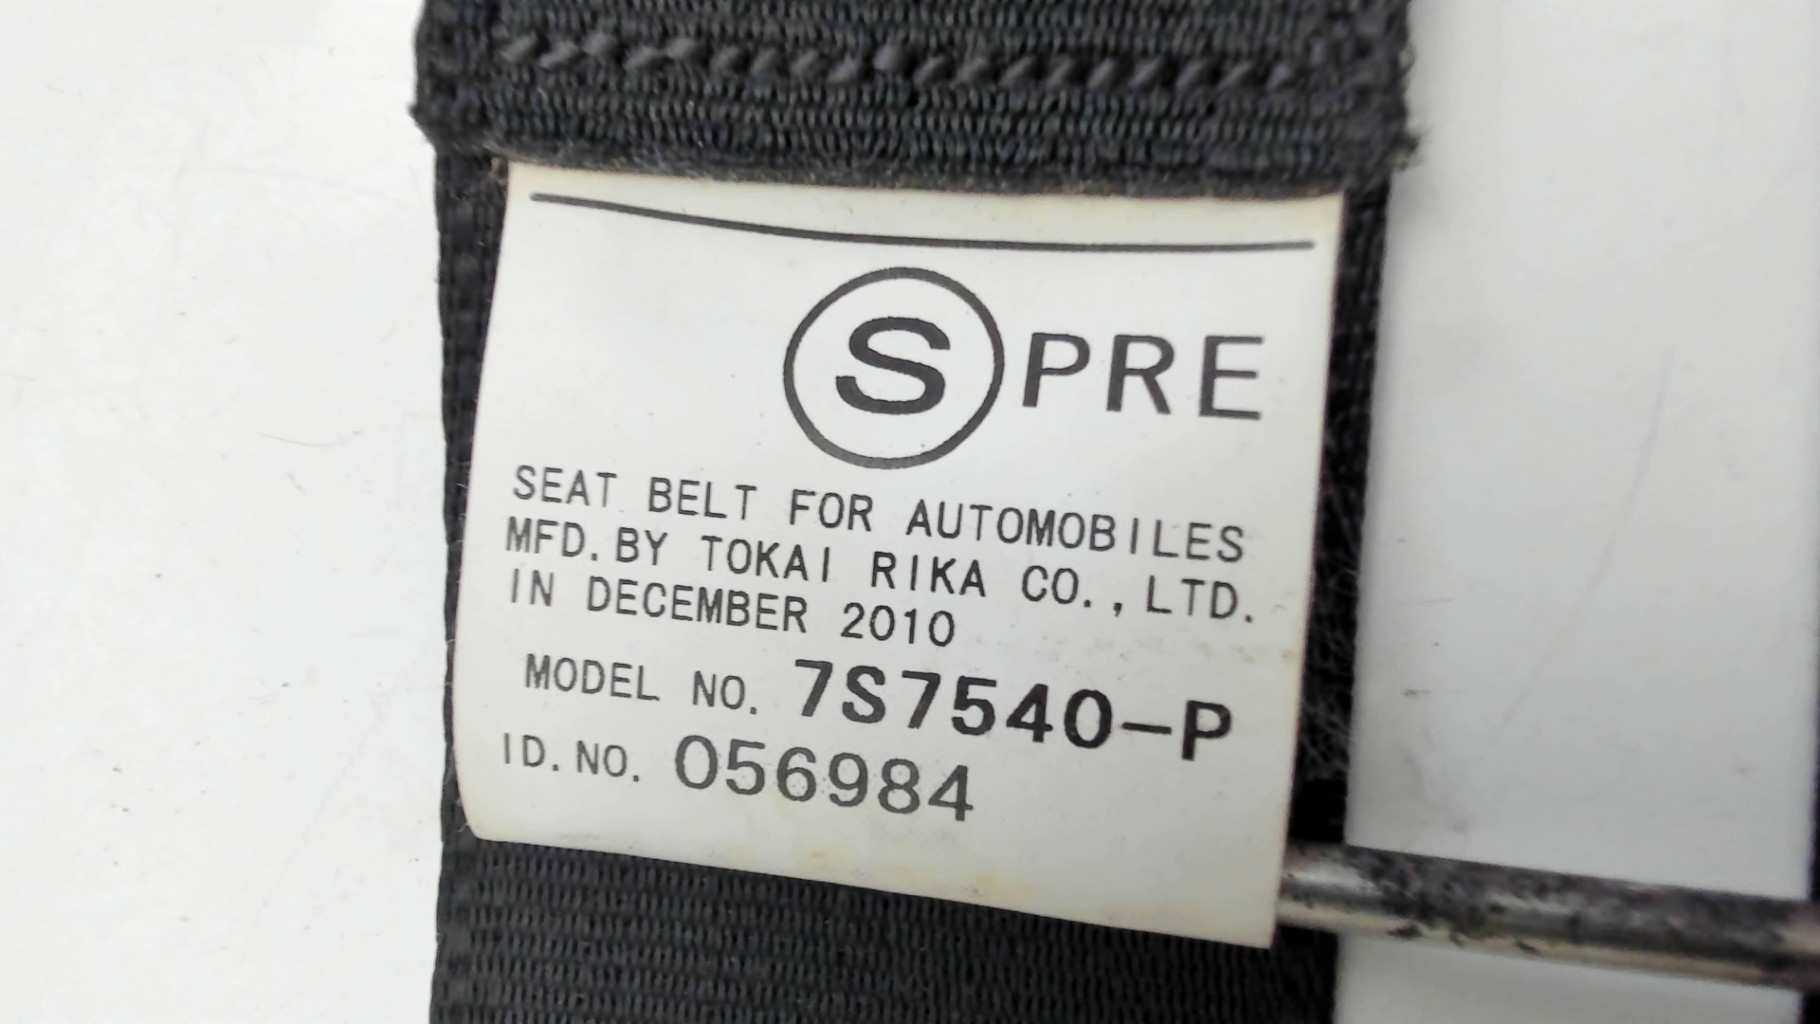 S PRE
SEAT BELT FOR AUTOMOBILES
MFD. BY TOKAI RIKA CO., LTD.
IN DECEMBER 2010
MODEL NO. 7S7540-P
ID. NO. 056984